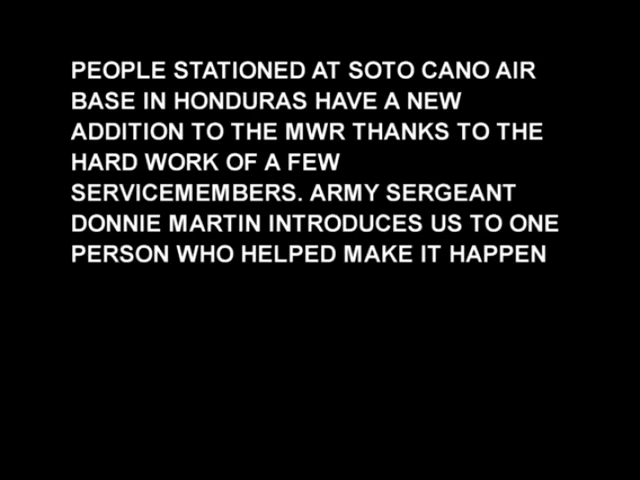 PEOPLE STATIONED AT SOTO CANO AIR
BASE IN HONDURAS HAVE A NEW
ADDITION TO THE MWR THANKS TO THE
HARD WORK OF A FEW
SERVICEMEMBERS. ARMY SERGEANT
DONNIE MARTIN INTRODUCES US TO ONE
PERSON WHO HELPED MAKE IT HAPPEN